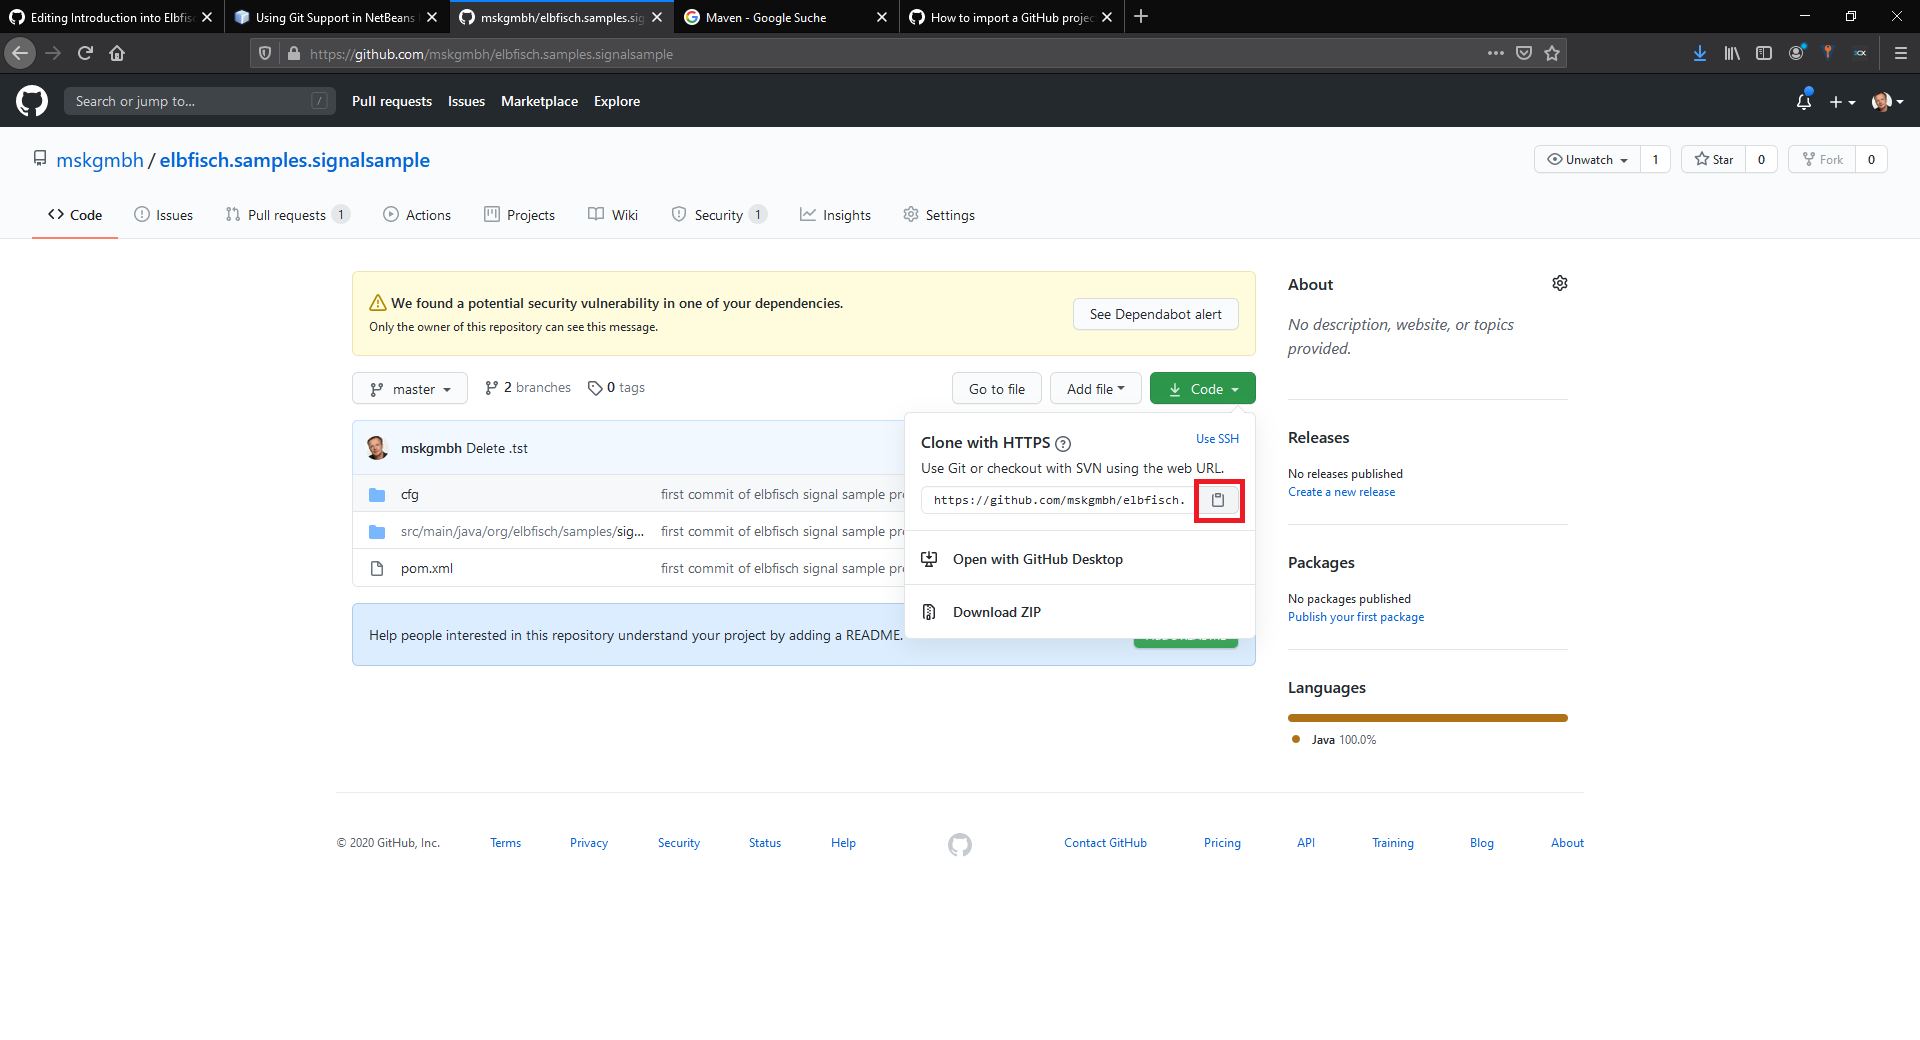 Editing Introduction into Elbfis
Using Git Support in NetBeans
mskgmbh/elbfisch.samples.sig
Maven - Google Suche
How to import a GitHub projec
https://github.com/mskgmbh/elbfisch.samples.signalsample
Search or jump to...
/
Pull requests
Issues
Marketplace
Explore
mskgmbh / elbfisch.samples.signalsample
Unwatch 1
Star 0
Fork 0
Code
Issues
Pull requests 1
Actions
Projects
Wiki
Security 1
Insights
Settings
We found a potential security vulnerability in one of your dependencies.
Only the owner of this repository can see this message.
See Dependabot alert
master
2 branches
0 tags
Go to file
Add file
Code
mskgmbh Delete .tst
cfg
first commit of elbfisch signal sample pr
src/main/java/org/elbfisch/samples/sig...
first commit of elbfisch signal sample pr
pom.xml
first commit of elbfisch signal sample pr
Help people interested in this repository understand your project by adding a README.
Clone with HTTPS
Use SSH
Use Git or checkout with SVN using the web URL.
https://github.com/mskgmbh/elbfisch.
Open with GitHub Desktop
Download ZIP
About
No description, website, or topics
provided.
Releases
No releases published
Create a new release
Packages
No packages published
Publish your first package
Languages
Java 100.0%
© 2020 GitHub, Inc.
Terms
Privacy
Security
Status
Help
Contact GitHub
Pricing
API
Training
Blog
About